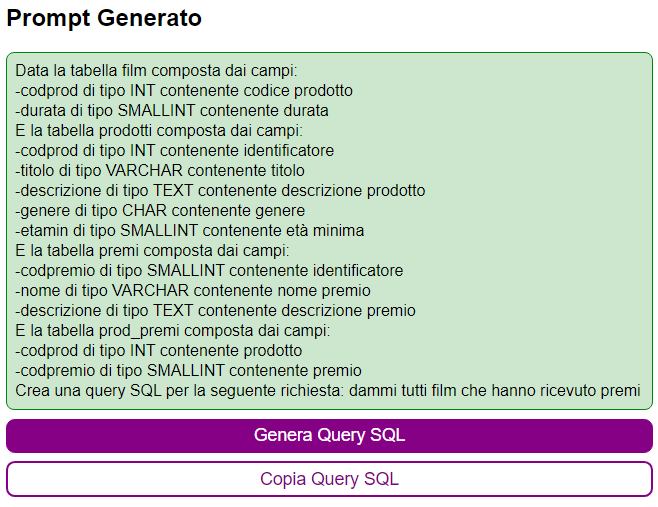 Prompt Generato
Data la tabella film composta dai campi:
-codprod di tipo INT contenente codice prodotto
-durata di tipo SMALLINT contenente durata
E la tabella prodotti composta dai campi:
-codprod di tipo INT contenente identificatore
-titolo di tipo VARCHAR contenente titolo
-descrizione di tipo TEXT contenente descrizione prodotto
-genere di tipo CHAR contenente genere
-etamin di tipo SMALLINT contenente età minima
E la tabella premi composta dai campi:
-codpremio di tipo SMALLINT contenente identificatore
-nome di tipo VARCHAR contenente nome premio
-descrizione di tipo TEXT contenente descrizione premio
E la tabella prod_premi composta dai campi:
-codprod di tipo INT contenente prodotto
-codpremio di tipo SMALLINT contenente premio
Crea una query SQL per la seguente richiesta: dammi tutti film che hanno ricevuto premi
Genera Query SQL
Copia Query SQL